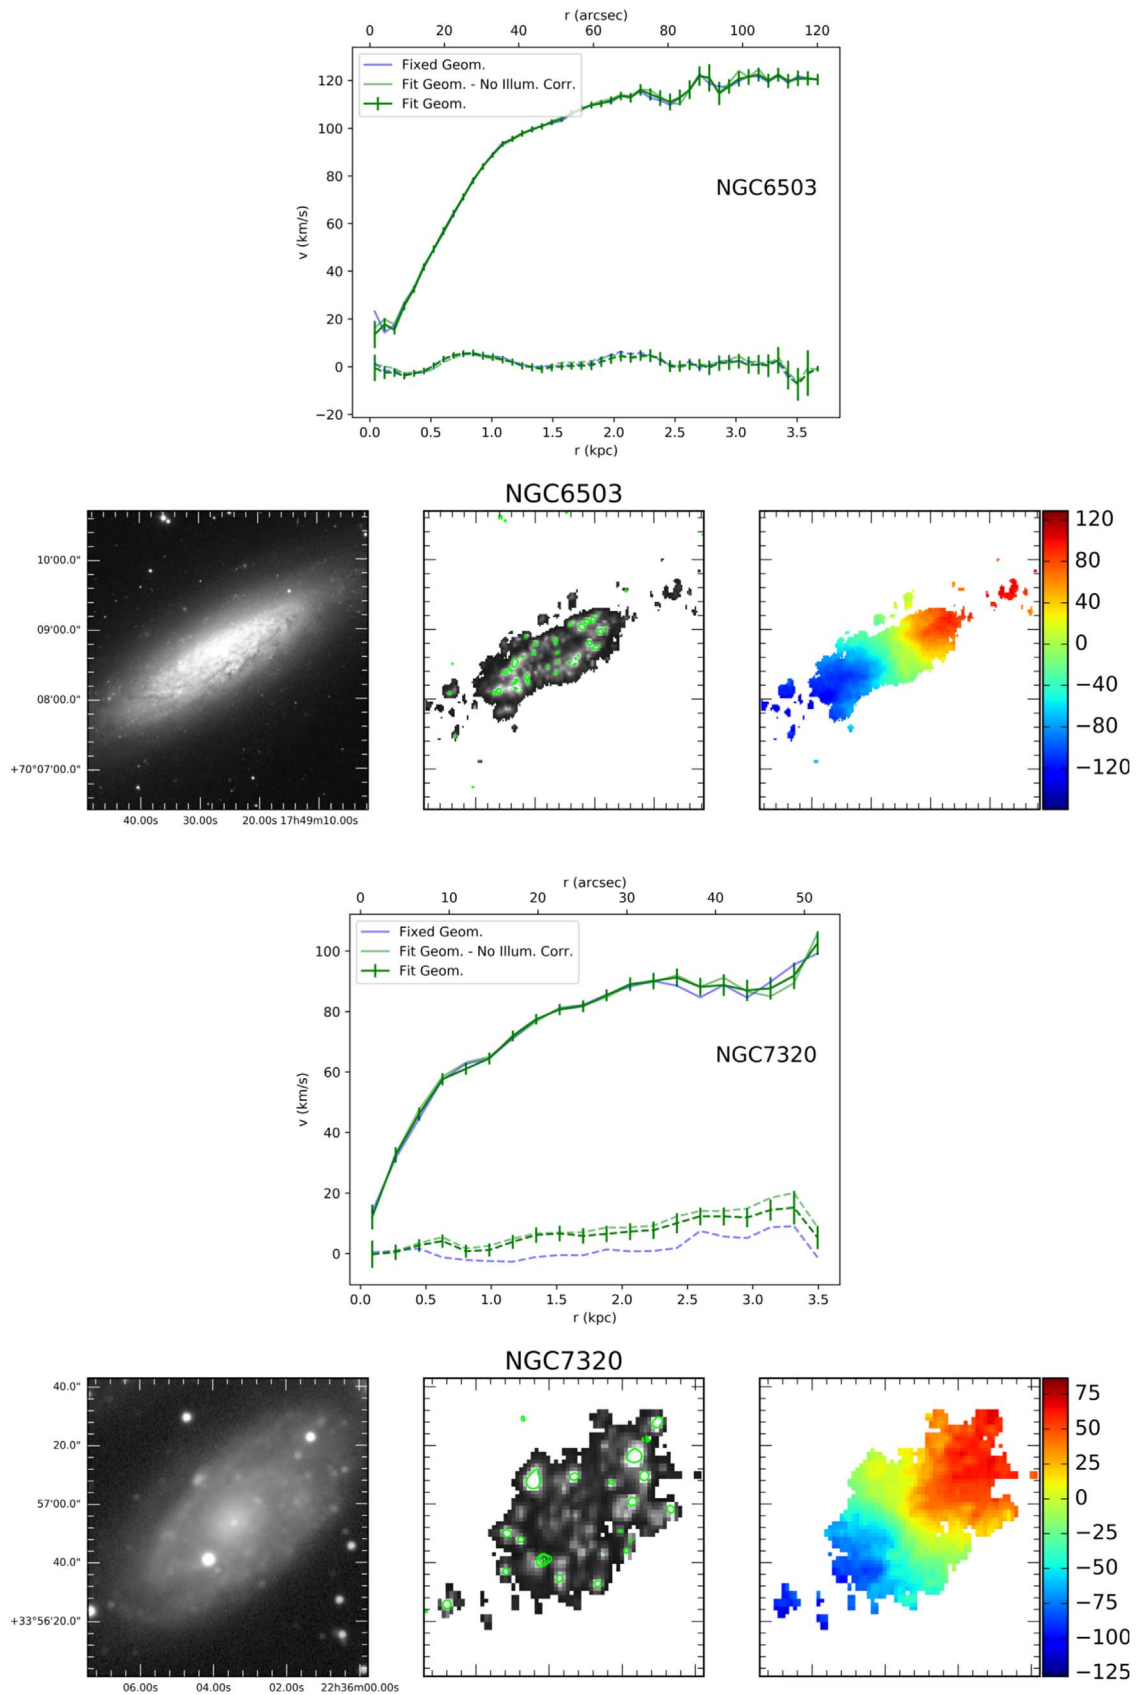 r (arcsec)
0 20 40 60 80 100 120
Fixed Geom.
Fit Geom. - No Illum. Corr.
Fit Geom.
120
100
80
60
40
20
0
−20
v (km/s)
NGC6503
0.0 0.5 1.0 1.5 2.0 2.5 3.0 3.5
r (kpc)
NGC6503
10'00.0"
09'00.0"
08'00.0"
+70°07'00.0"
40.00s 30.00s 20.00s 17h49m10.00s
120
80
40
0
−40
−80
−120
r (arcsec)
0 10 20 30 40 50
Fixed Geom.
Fit Geom. - No Illum. Corr.
Fit Geom.
100
80
60
40
20
0
v (km/s)
NGC7320
0.0 0.5 1.0 1.5 2.0 2.5 3.0 3.5
r (kpc)
NGC7320
40.0"
20.0"
57'00.0"
40.0"
+33°56'20.0"
06.00s 04.00s 02.00s 22h36m00.00s
75
50
25
0
−25
−50
−75
−100
−125